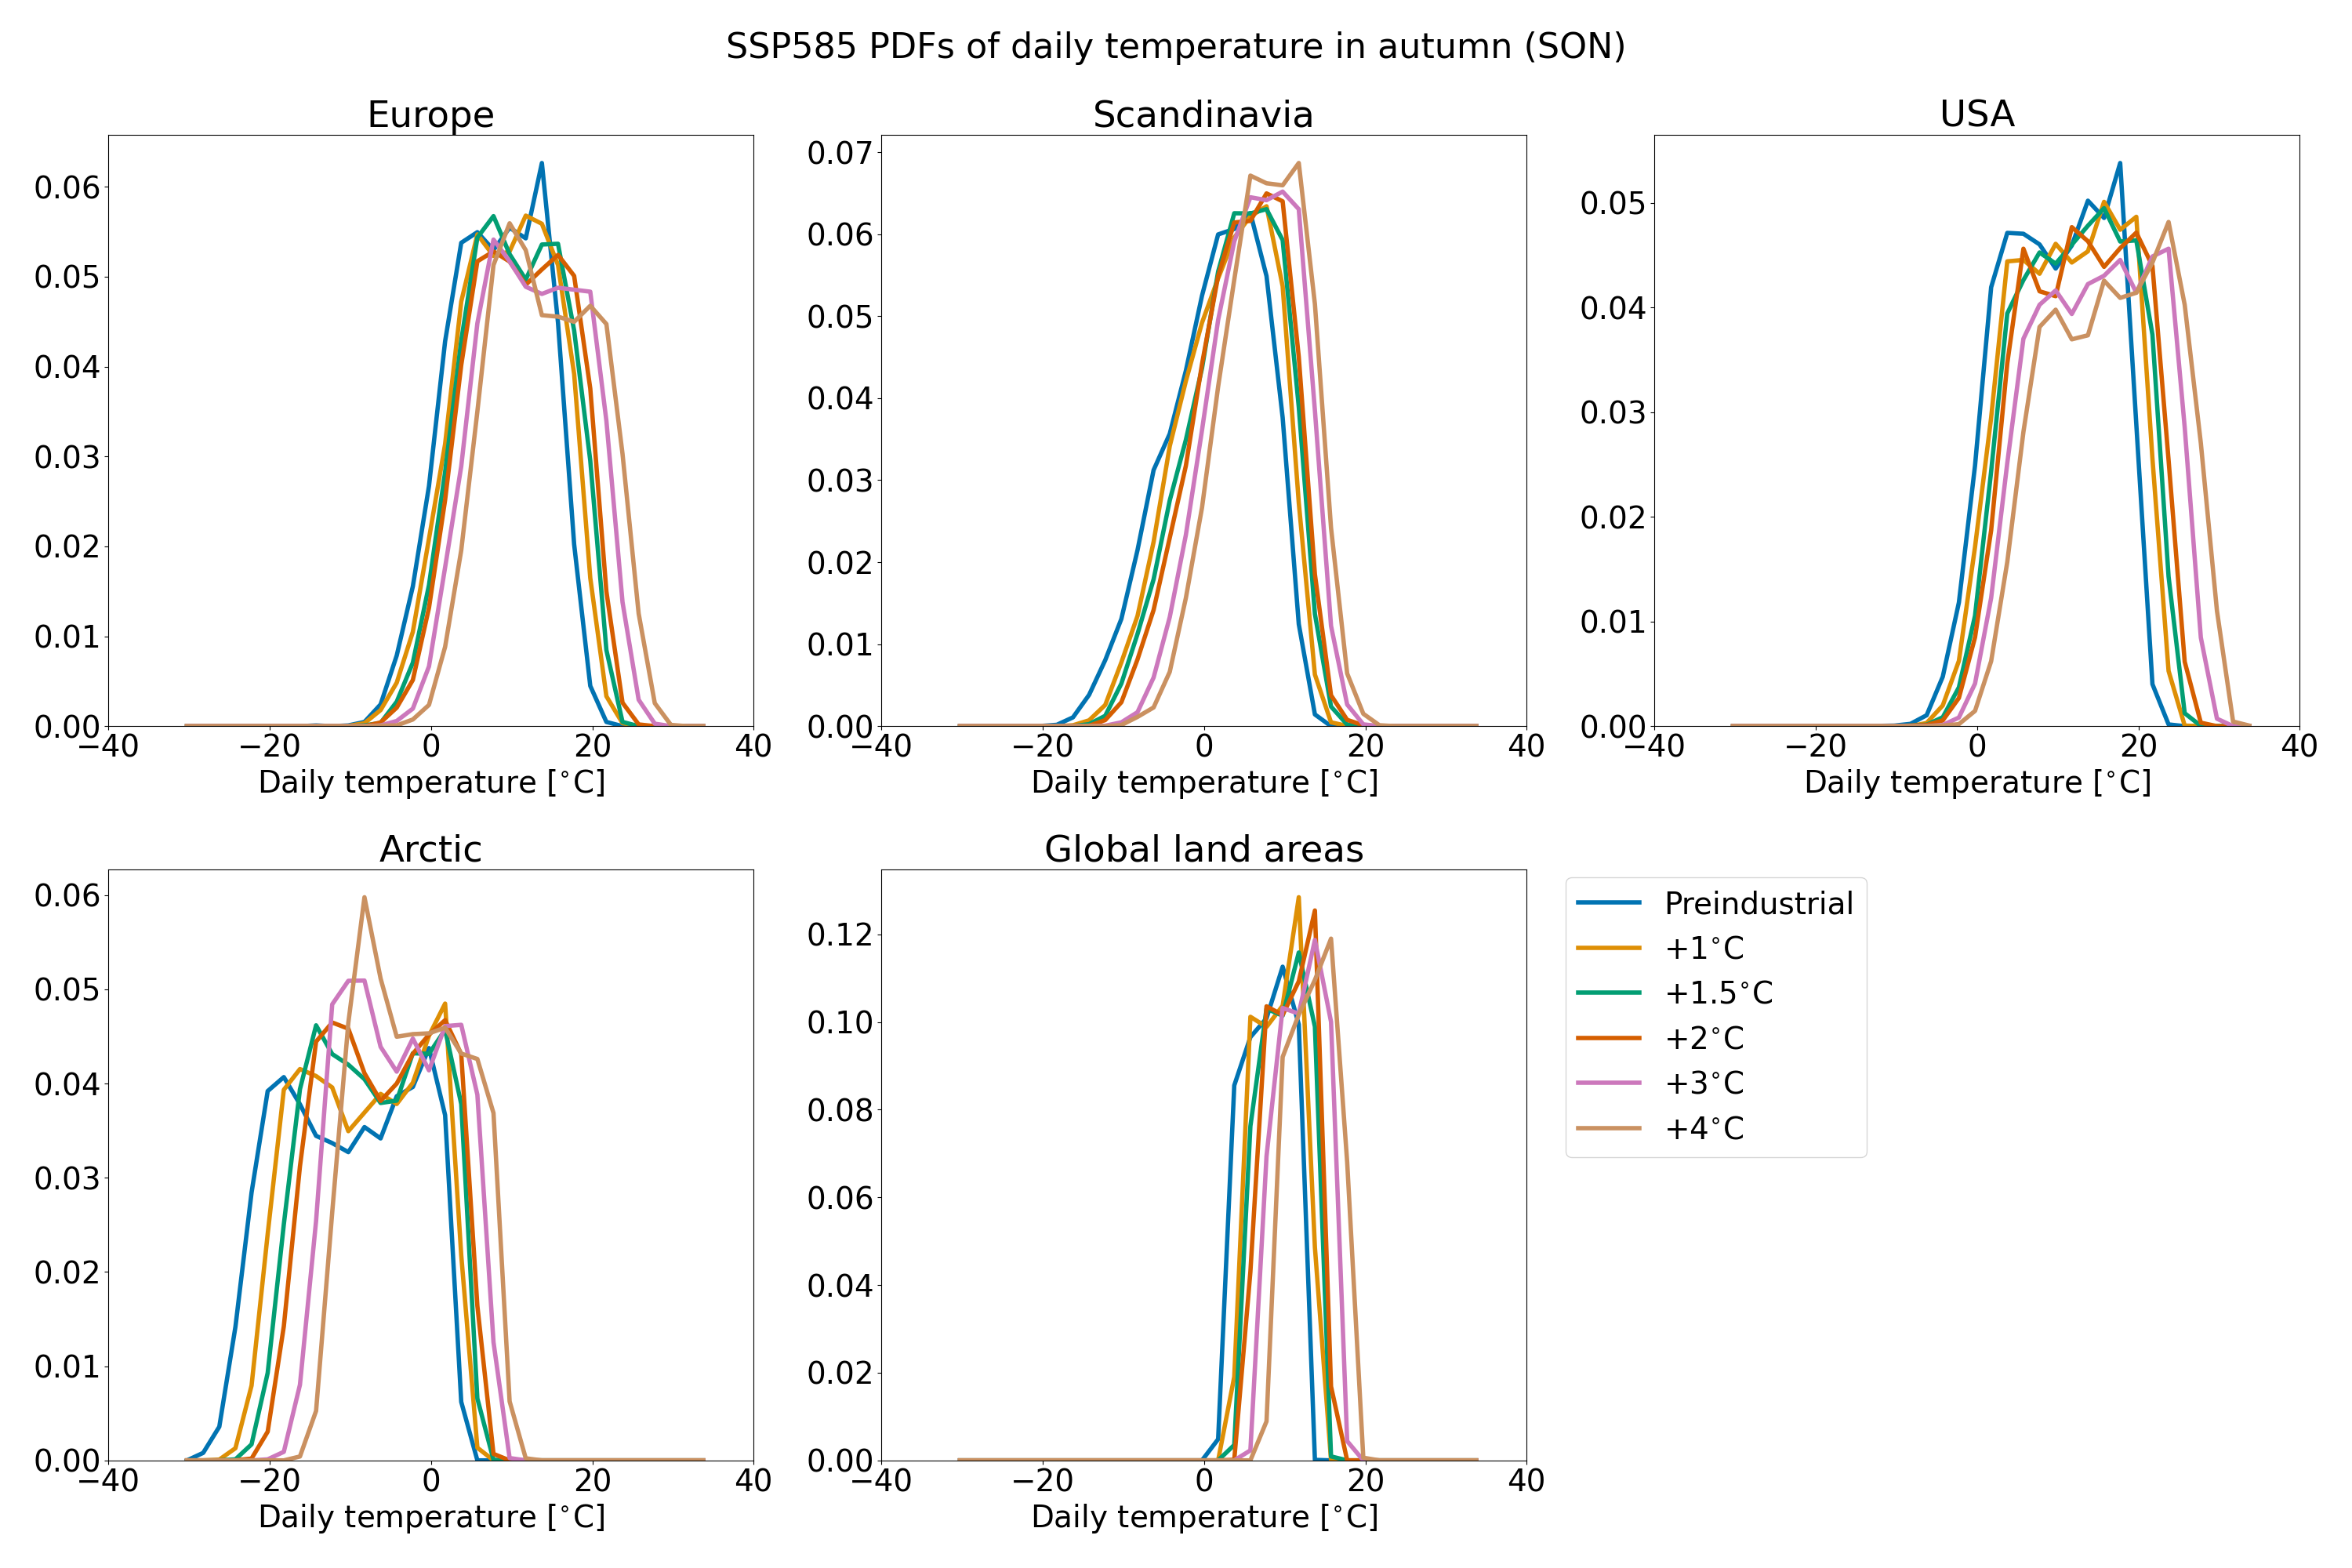 SSP585 PDFs of daily temperature in autumn (SON)
Europe
0.06
0.05
0.04
0.03
0.02
0.01
0.00
−40 −20 0 20 40
Daily temperature [°C]
Scandinavia
0.07
0.06
0.05
0.04
0.03
0.02
0.01
0.00
−40 −20 0 20 40
Daily temperature [°C]
USA
0.05
0.04
0.03
0.02
0.01
0.00
−40 −20 0 20 40
Daily temperature [°C]
Arctic
0.06
0.05
0.04
0.03
0.02
0.01
0.00
−40 −20 0 20 40
Daily temperature [°C]
Global land areas
0.12
0.10
0.08
0.06
0.04
0.02
0.00
−40 −20 0 20 40
Daily temperature [°C]
Preindustrial
+1°C
+1.5°C
+2°C
+3°C
+4°C